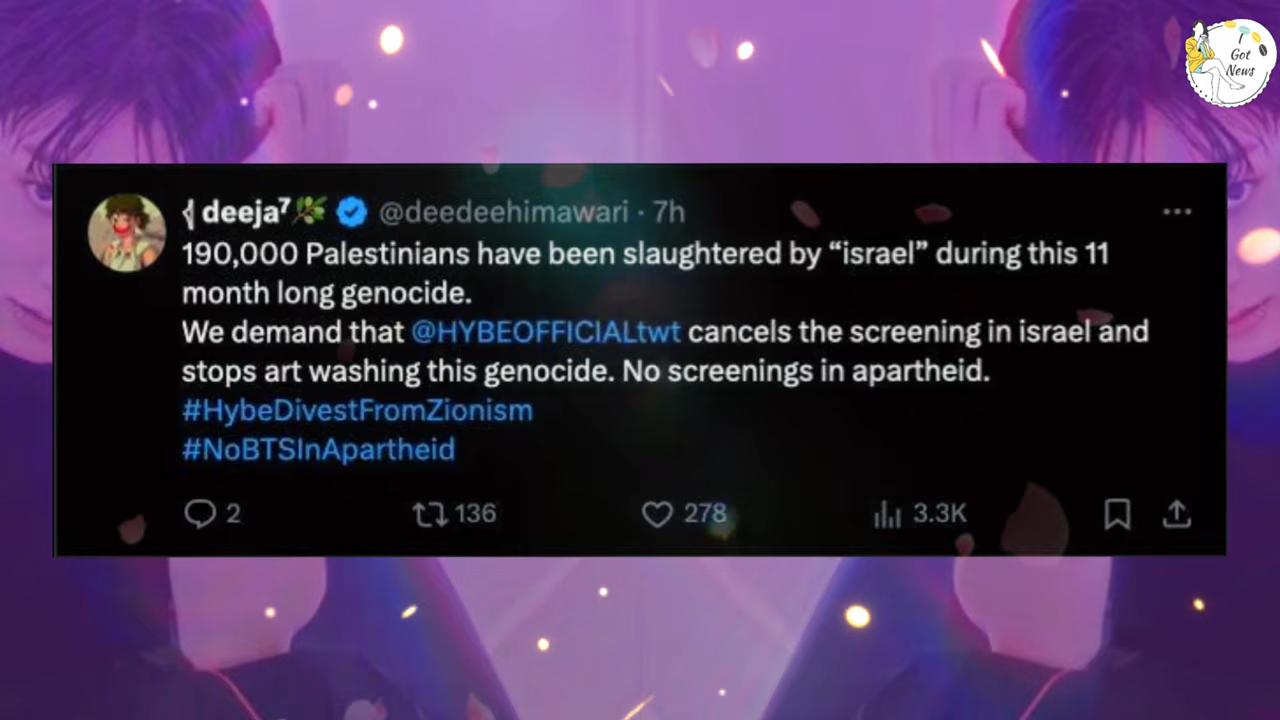 I
Got
News
deeja⁷🌿 @deedeehimawari · 7h
190,000 Palestinians have been slaughtered by “israel” during this 11
month long genocide.
We demand that @HYBEOFFICIALtwt cancels the screening in israel and
stops art washing this genocide. No screenings in apartheid.
#HybeDivestFromZionism
#NoBTSInApartheid
2 136 278 3.3K